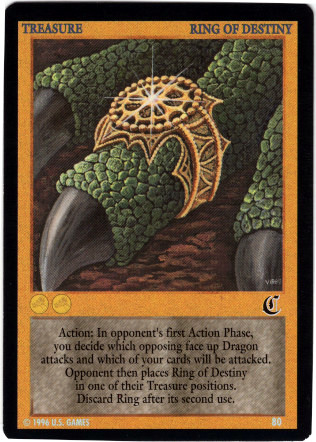 TREASURE
RING OF DESTINY
C
Action: In opponent's first Action Phase,
you decide which opposing face up Dragon
attacks and which of your cards will be attacked.
Opponent then places Ring of Destiny
in one of their Treasure positions.
Discard Ring after its second use.
© 1996 U.S. GAMES
80